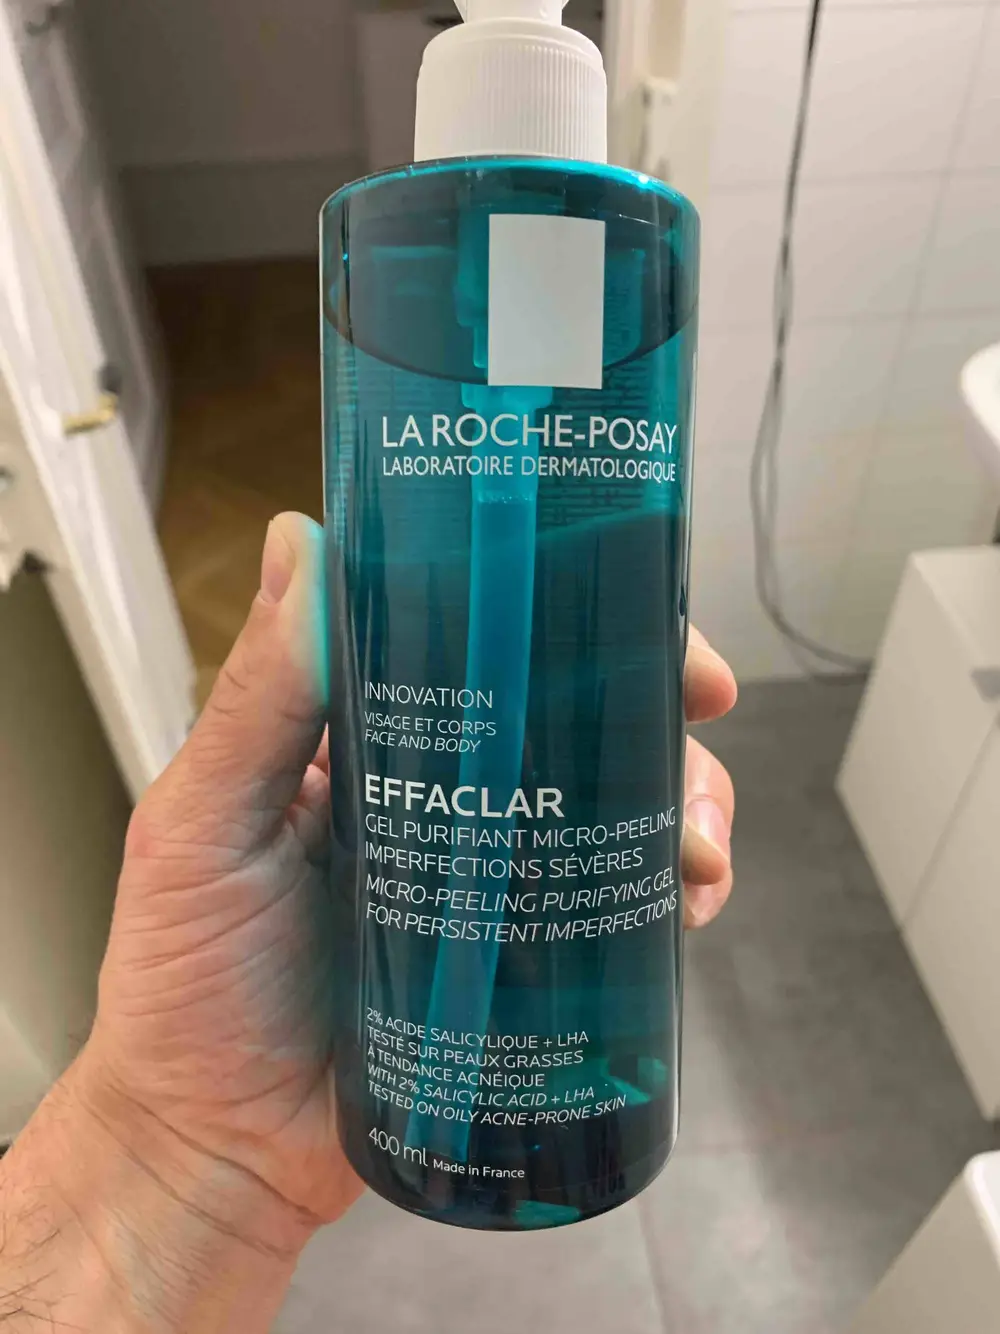 LA ROCHE-POSAY
LABORATOIRE DERMATOLOGIQUE
INNOVATION
VISAGE ET CORPS
FACE AND BODY
EFFACLAR
GEL PURIFIANT MICRO-PEELING
IMPERFECTIONS SÉVÈRES
MICRO-PEELING PURIFYING GEL
FOR PERSISTENT IMPERFECTIONS
2% ACIDE SALICYLIQUE + LHA
TESTÉ SUR PEAUX GRASSES
À TENDANCE ACNÉIQUE
WITH 2% SALICYLIC ACID + LHA
TESTED ON OILY ACNE-PRONE SKIN
400 ml Made in France